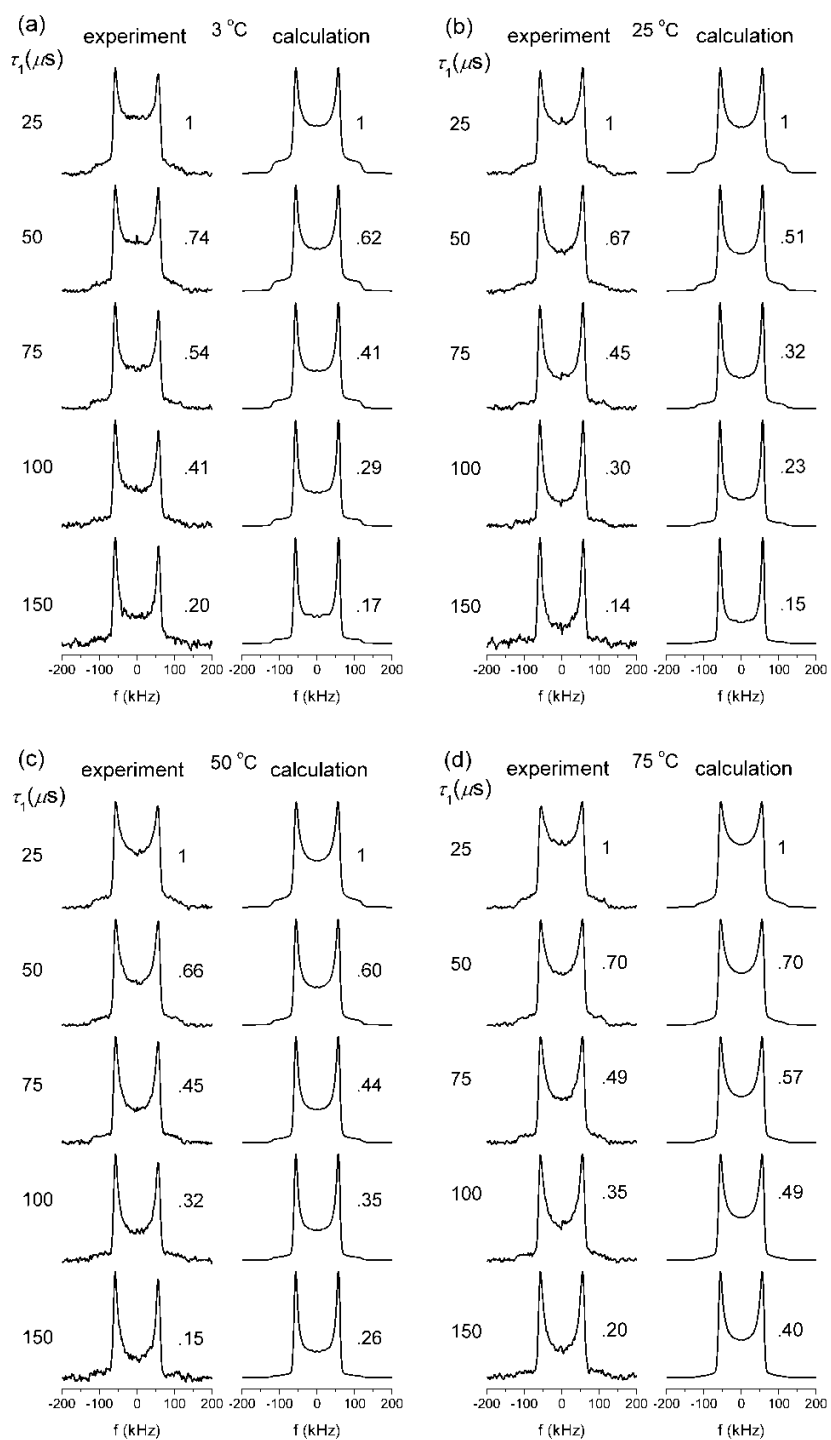 (a) experiment 3 °C calculation
τ₁(μs)
25 1 1
50 .74 .62
75 .54 .41
100 .41 .29
150 .20 .17
-200 -100 0 100 200 -200 -100 0 100 200
f (kHz) f (kHz)
(b) experiment 25 °C calculation
τ₁(μs)
25 1 1
50 .67 .51
75 .45 .32
100 .30 .23
150 .14 .15
-200 -100 0 100 200 -200 -100 0 100 200
f (kHz) f (kHz)
(c) experiment 50 °C calculation
τ₁(μs)
25 1 1
50 .66 .60
75 .45 .44
100 .32 .35
150 .15 .26
-200 -100 0 100 200 -200 -100 0 100 200
f (kHz) f (kHz)
(d) experiment 75 °C calculation
τ₁(μs)
25 1 1
50 .70 .70
75 .49 .57
100 .35 .49
150 .20 .40
-200 -100 0 100 200 -200 -100 0 100 200
f (kHz) f (kHz)